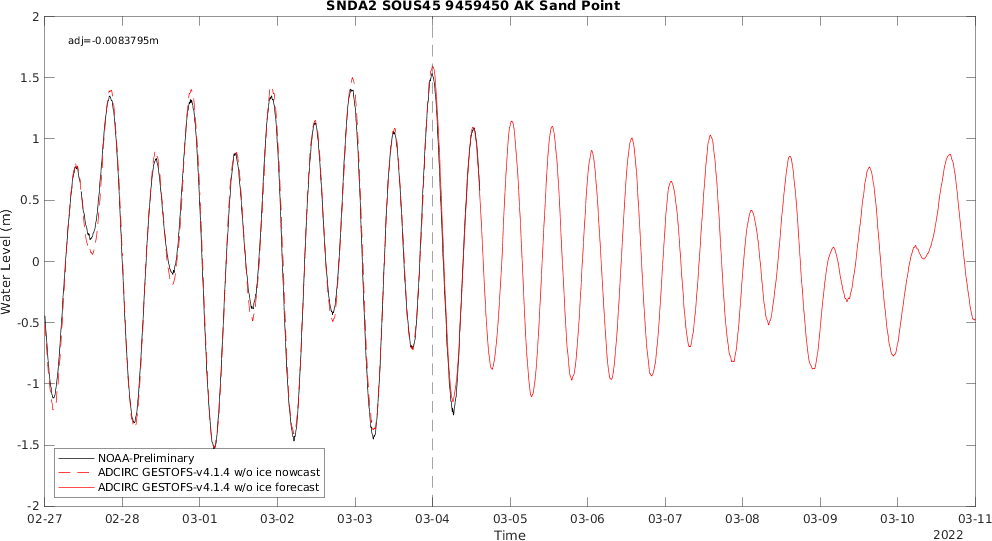 SNDA2 SOUS45 9459450 AK Sand Point
adj=-0.0083795m
2
1.5
1
0.5
0
-0.5
-1
-1.5
-2
Water Level (m)
NOAA-Preliminary
ADCIRC GESTOFS-v4.1.4 w/o ice nowcast
ADCIRC GESTOFS-v4.1.4 w/o ice forecast
02-27 02-28 03-01 03-02 03-03 03-04 03-05 03-06 03-07 03-08 03-09 03-10 03-11
Time
2022